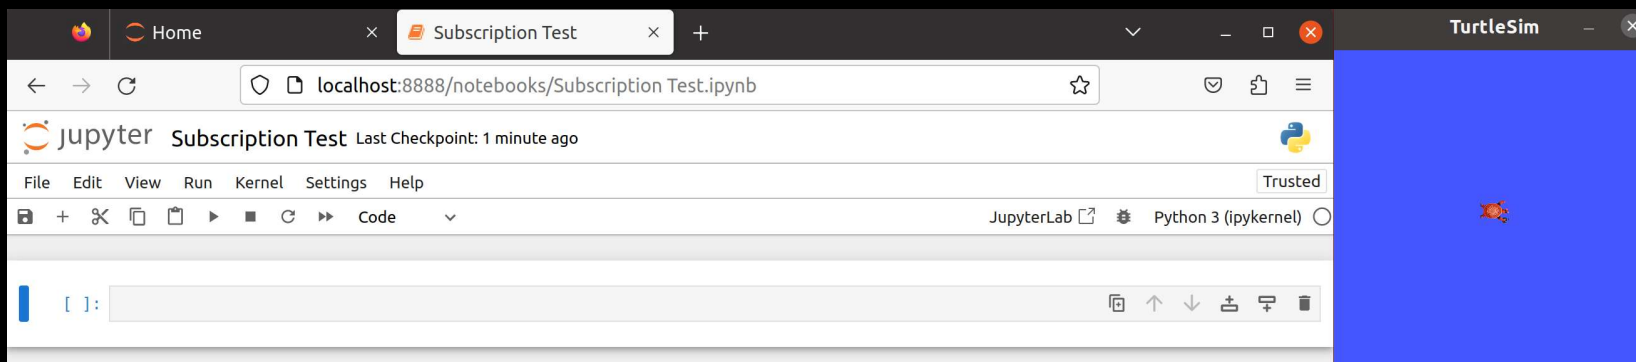 Home
Subscription Test
TurtleSim
localhost:8888/notebooks/Subscription Test.ipynb
jupyter Subscription Test Last Checkpoint: 1 minute ago
File Edit View Run Kernel Settings Help Trusted
Code JupyterLab Python 3 (ipykernel)
[ ]: